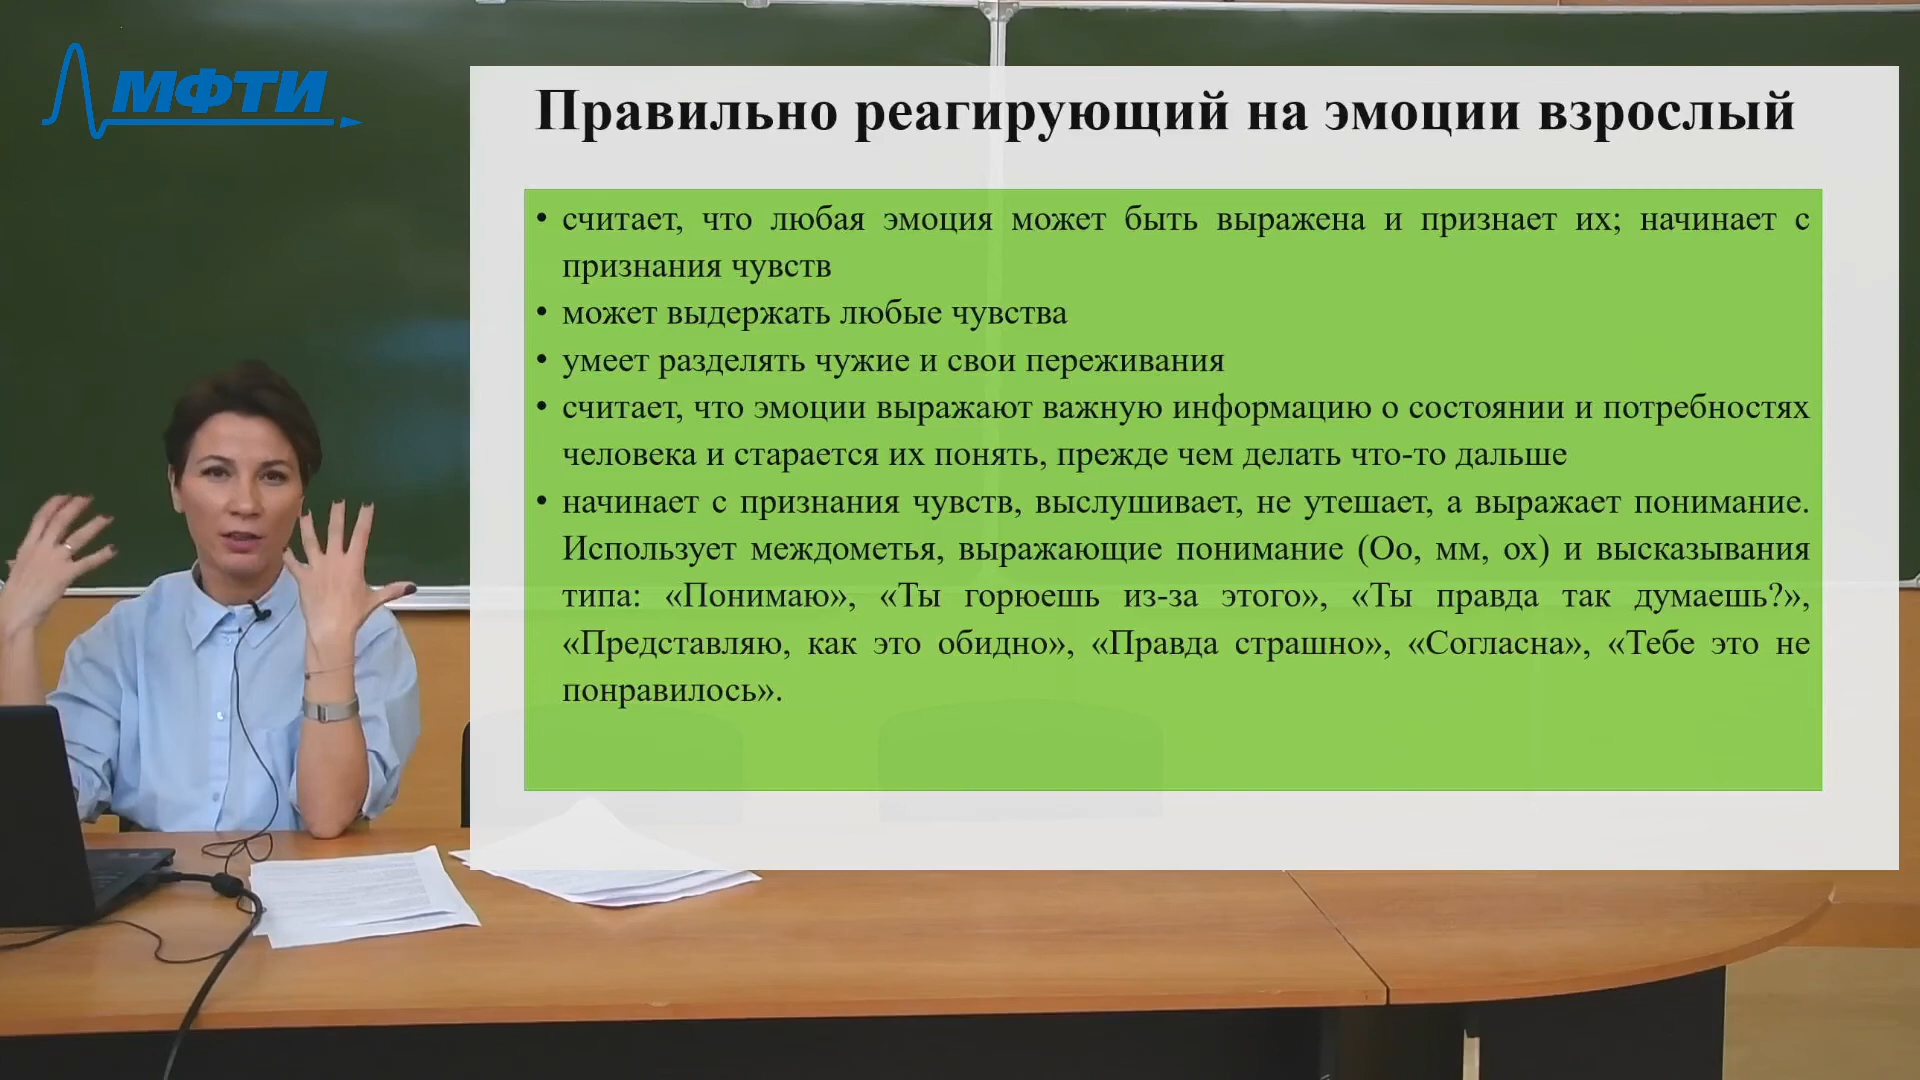 МФТИ
Правильно реагирующий на эмоции взрослый
• считает, что любая эмоция может быть выражена и признает их; начинает с
признания чувств
• может выдержать любые чувства
• умеет разделять чужие и свои переживания
• считает, что эмоции выражают важную информацию о состоянии и потребностях
человека и старается их понять, прежде чем делать что-то дальше
• начинает с признания чувств, выслушивает, не утешает, а выражает понимание.
Использует междометья, выражающие понимание (Оо, мм, ох) и высказывания
типа: «Понимаю», «Ты горюешь из-за этого», «Ты правда так думаешь?»,
«Представляю, как это обидно», «Правда страшно», «Согласна», «Тебе это не
понравилось».